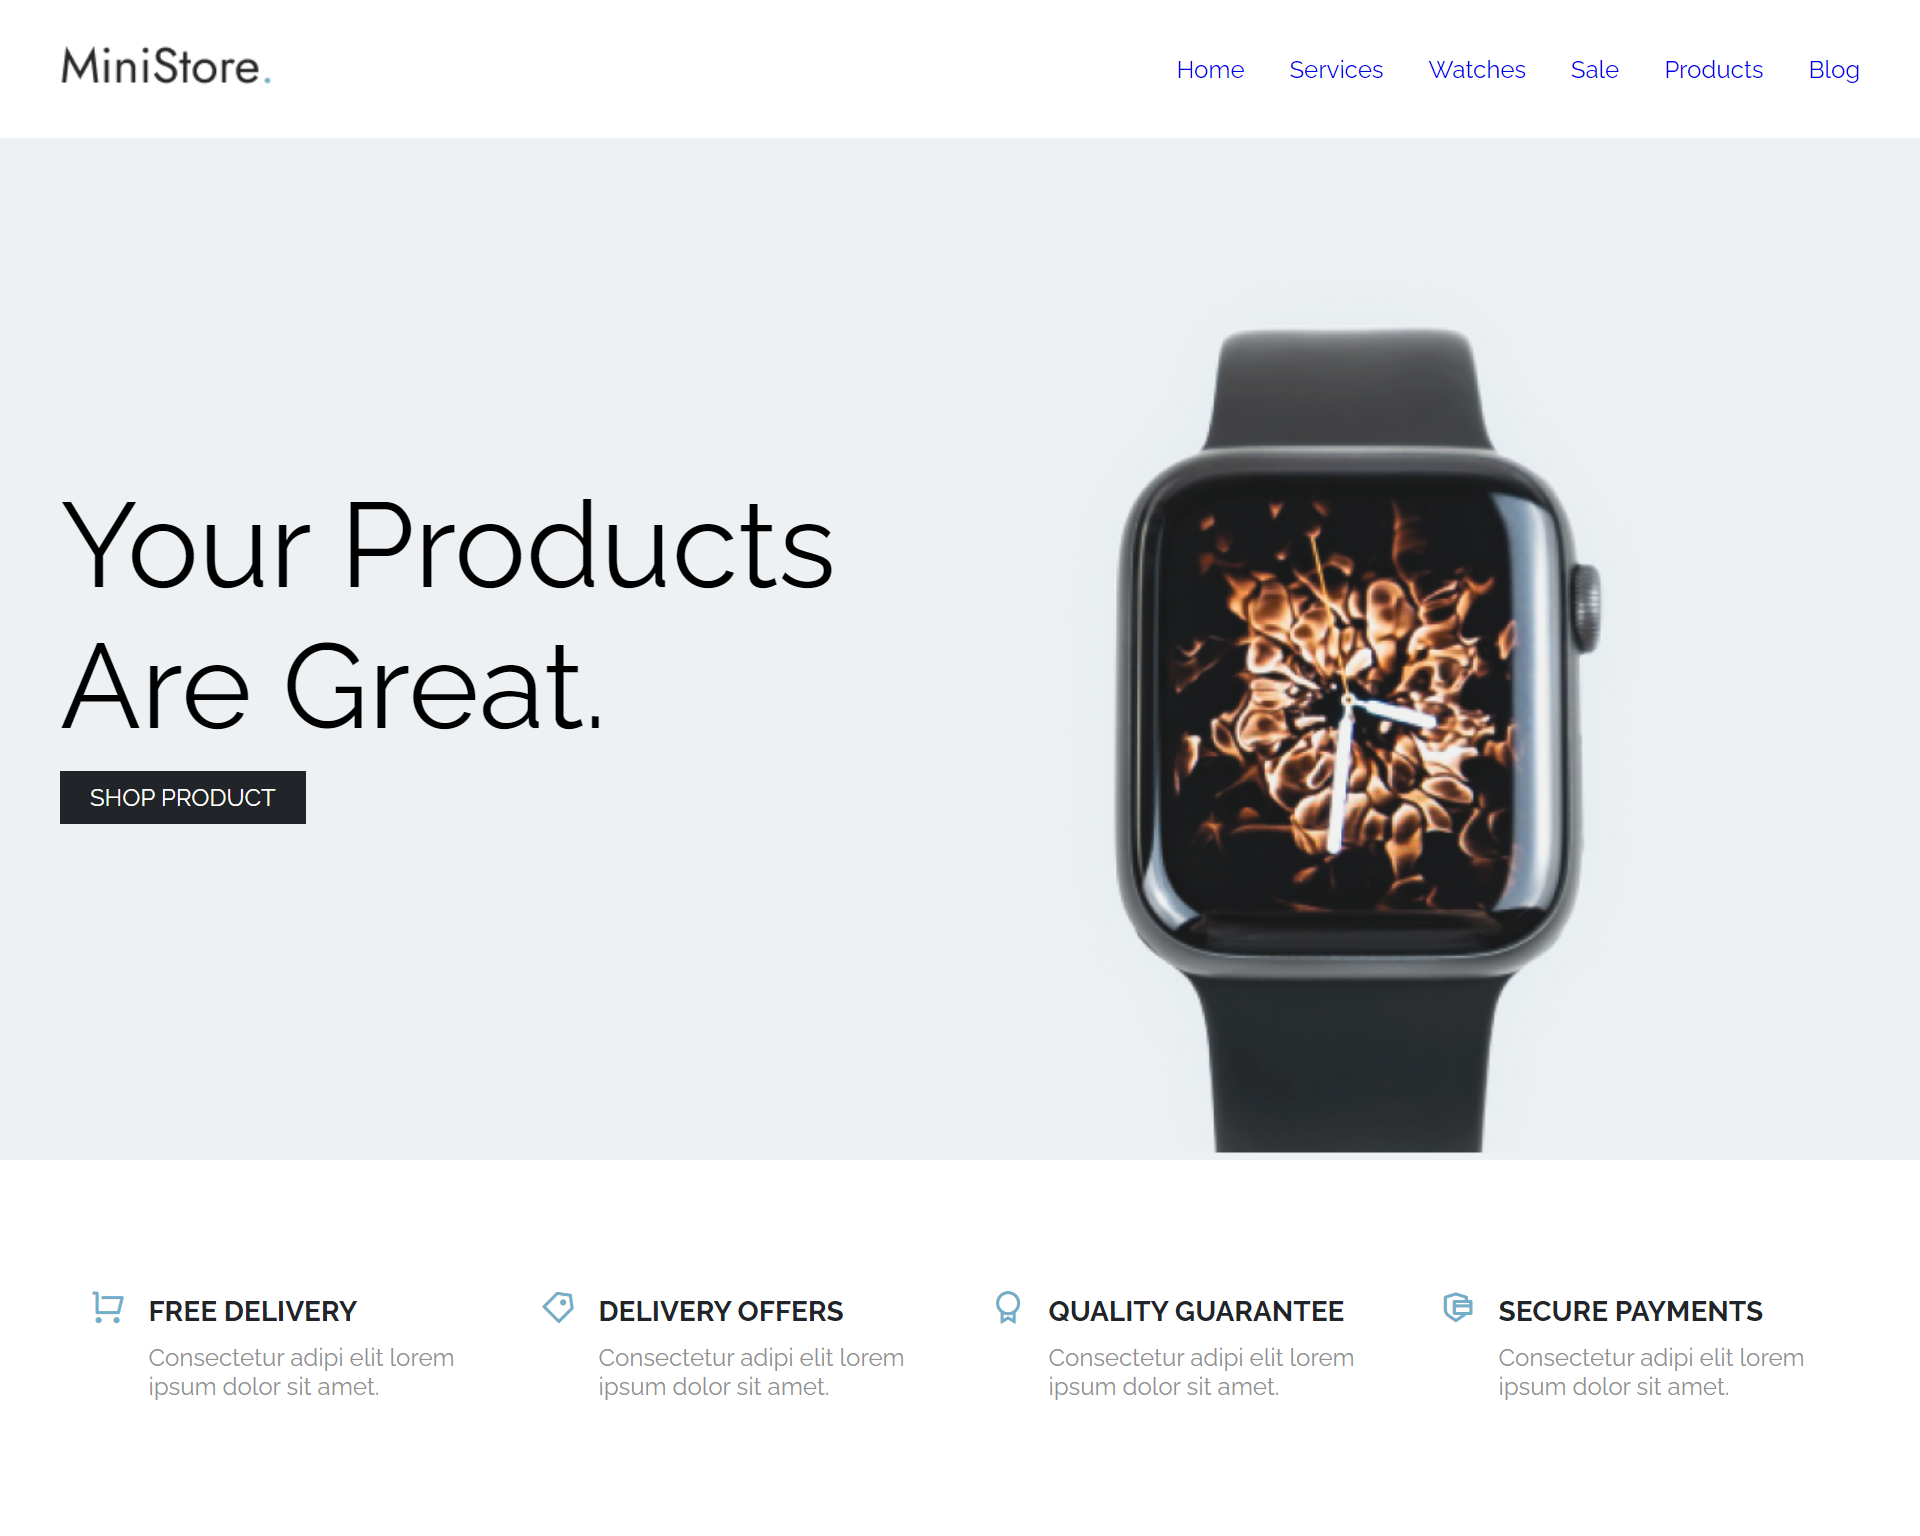 MiniStore.
Home Services Watches Sale Products Blog
Your Products
Are Great.
SHOP PRODUCT
FREE DELIVERY
Consectetur adipi elit lorem
ipsum dolor sit amet.
DELIVERY OFFERS
Consectetur adipi elit lorem
ipsum dolor sit amet.
QUALITY GUARANTEE
Consectetur adipi elit lorem
ipsum dolor sit amet.
SECURE PAYMENTS
Consectetur adipi elit lorem
ipsum dolor sit amet.